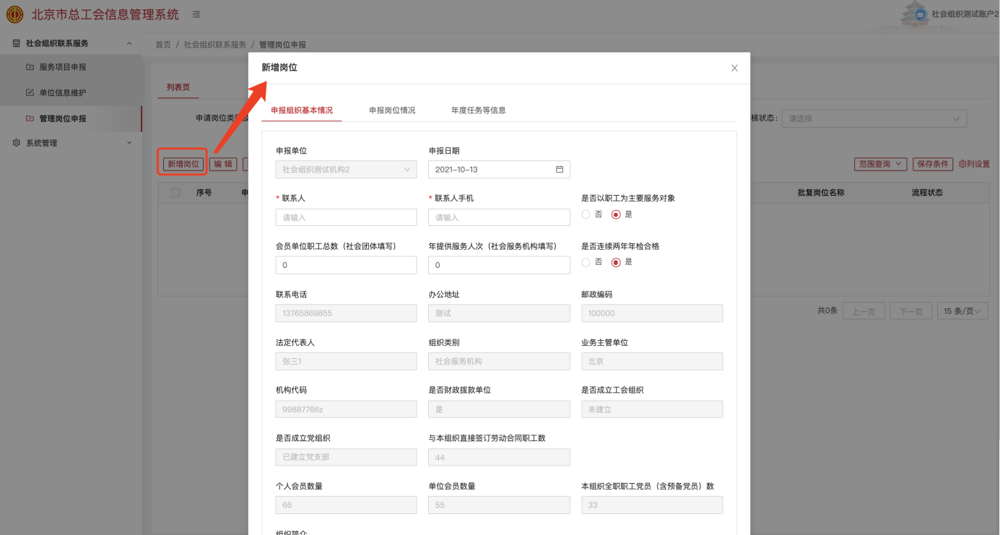 北京市总工会信息管理系统
社会组织测试账户2
社会组织联系服务
首页 / 社会组织联系服务 / 管理岗位申报
服务项目申报
单位信息维护
管理岗位申报
系统管理
列表页
申请岗位类别及
核状态: 请选择
新增岗位 编 辑
范围查询 保存条件 列设置
序号 申
批复岗位名称 流程状态
共0条 上一页 下一页 15 条/页
新增岗位
申报组织基本情况 申报岗位情况 年度任务等信息
申报单位 申报日期
社会组织测试机构2 2021-10-13
* 联系人 * 联系人手机 是否以职工为主要服务对象
请输入 请输入 否 是
会员单位职工总数（社会团体填写） 年提供服务人次（社会服务机构填写） 是否连续两年年检合格
0 0 否 是
联系电话 办公地址 邮政编码
13765869855 测试 100000
法定代表人 组织类别 业务主管单位
张三1 社会服务机构 北京
机构代码 是否财政拨款单位 是否成立工会组织
99887766z 是 未建立
是否成立党组织 与本组织直接签订劳动合同职工数
已建立党支部 44
个人会员数量 单位会员数量 本组织全职职工党员（含预备党员）数
66 55 33
组织简介